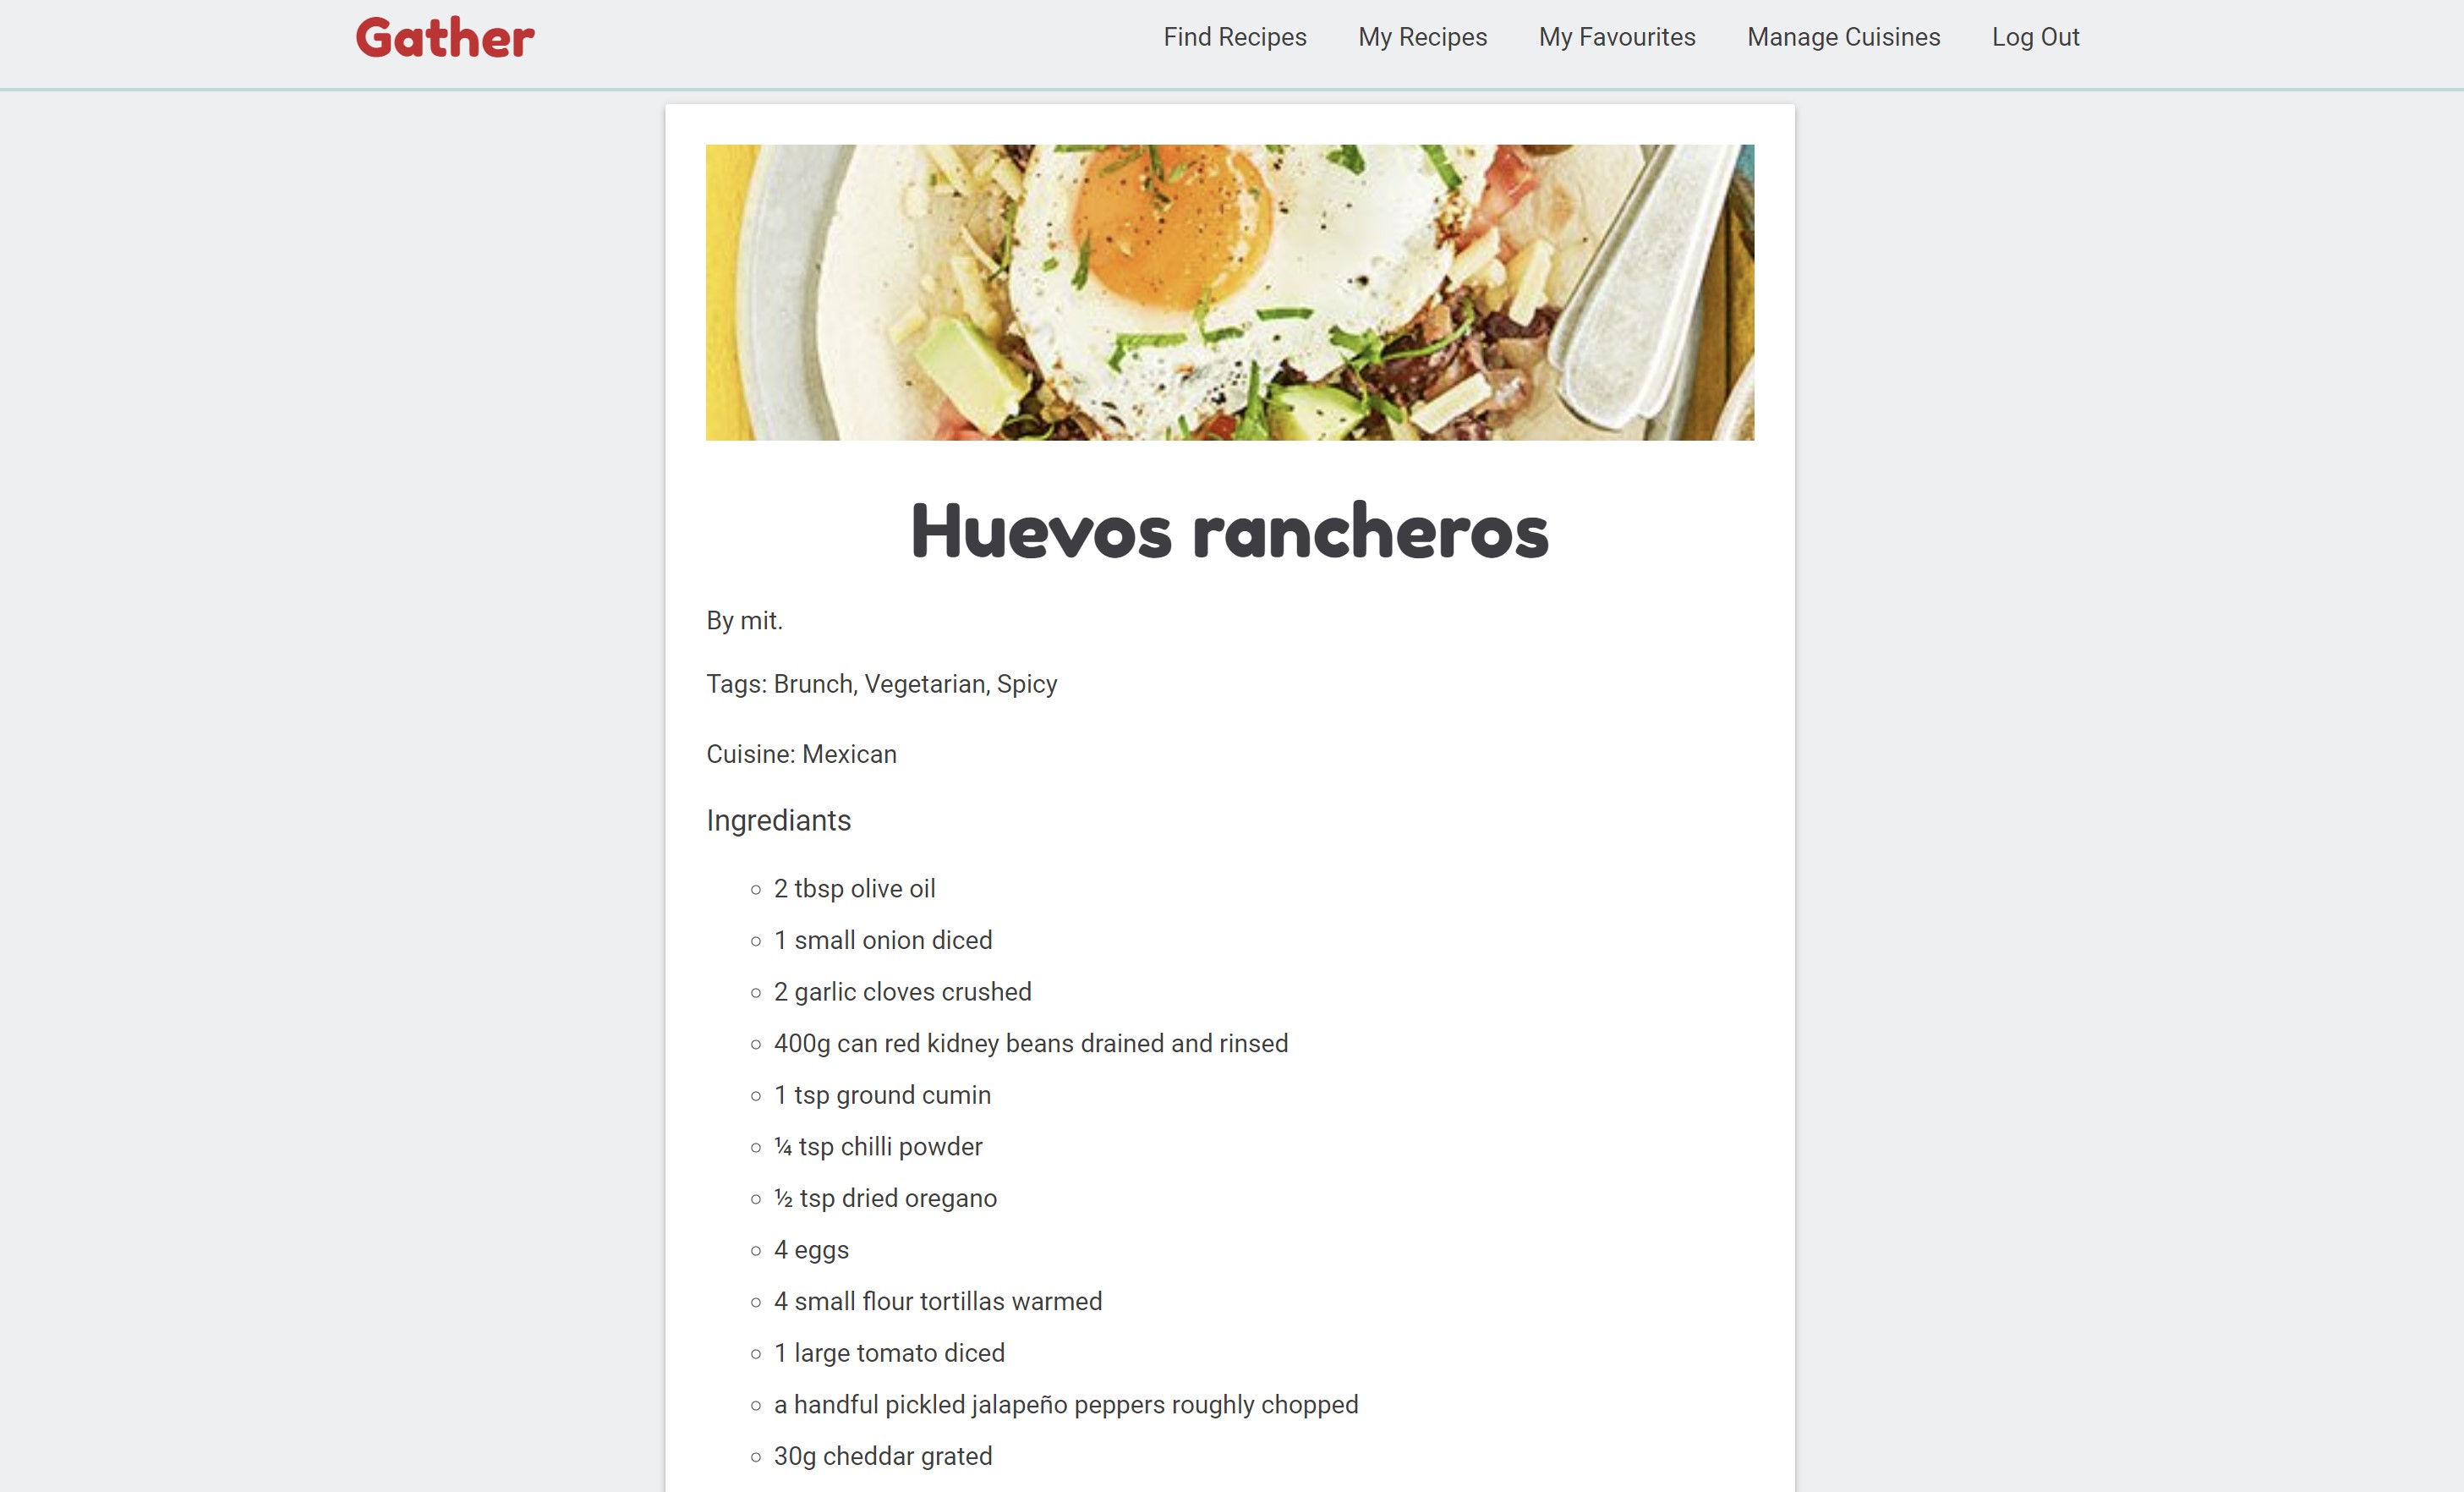 Gather
Find Recipes My Recipes My Favourites Manage Cuisines Log Out
Huevos rancheros
By mit.
Tags: Brunch, Vegetarian, Spicy
Cuisine: Mexican
Ingrediants
2 tbsp olive oil
1 small onion diced
2 garlic cloves crushed
400g can red kidney beans drained and rinsed
1 tsp ground cumin
¼ tsp chilli powder
½ tsp dried oregano
4 eggs
4 small flour tortillas warmed
1 large tomato diced
a handful pickled jalapeño peppers roughly chopped
30g cheddar grated